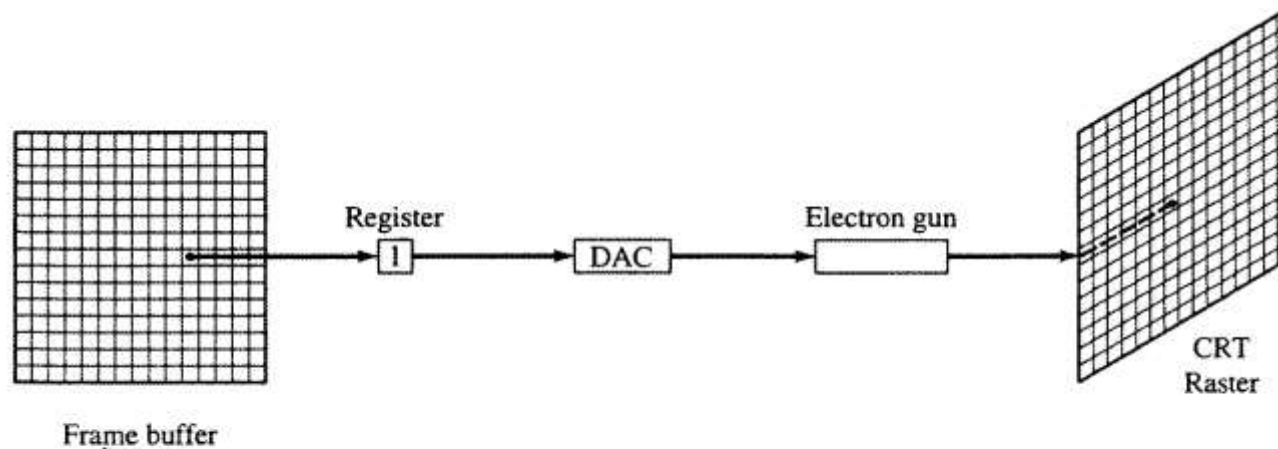 Register
1
DAC
Electron gun
CRT
Raster
Frame buffer